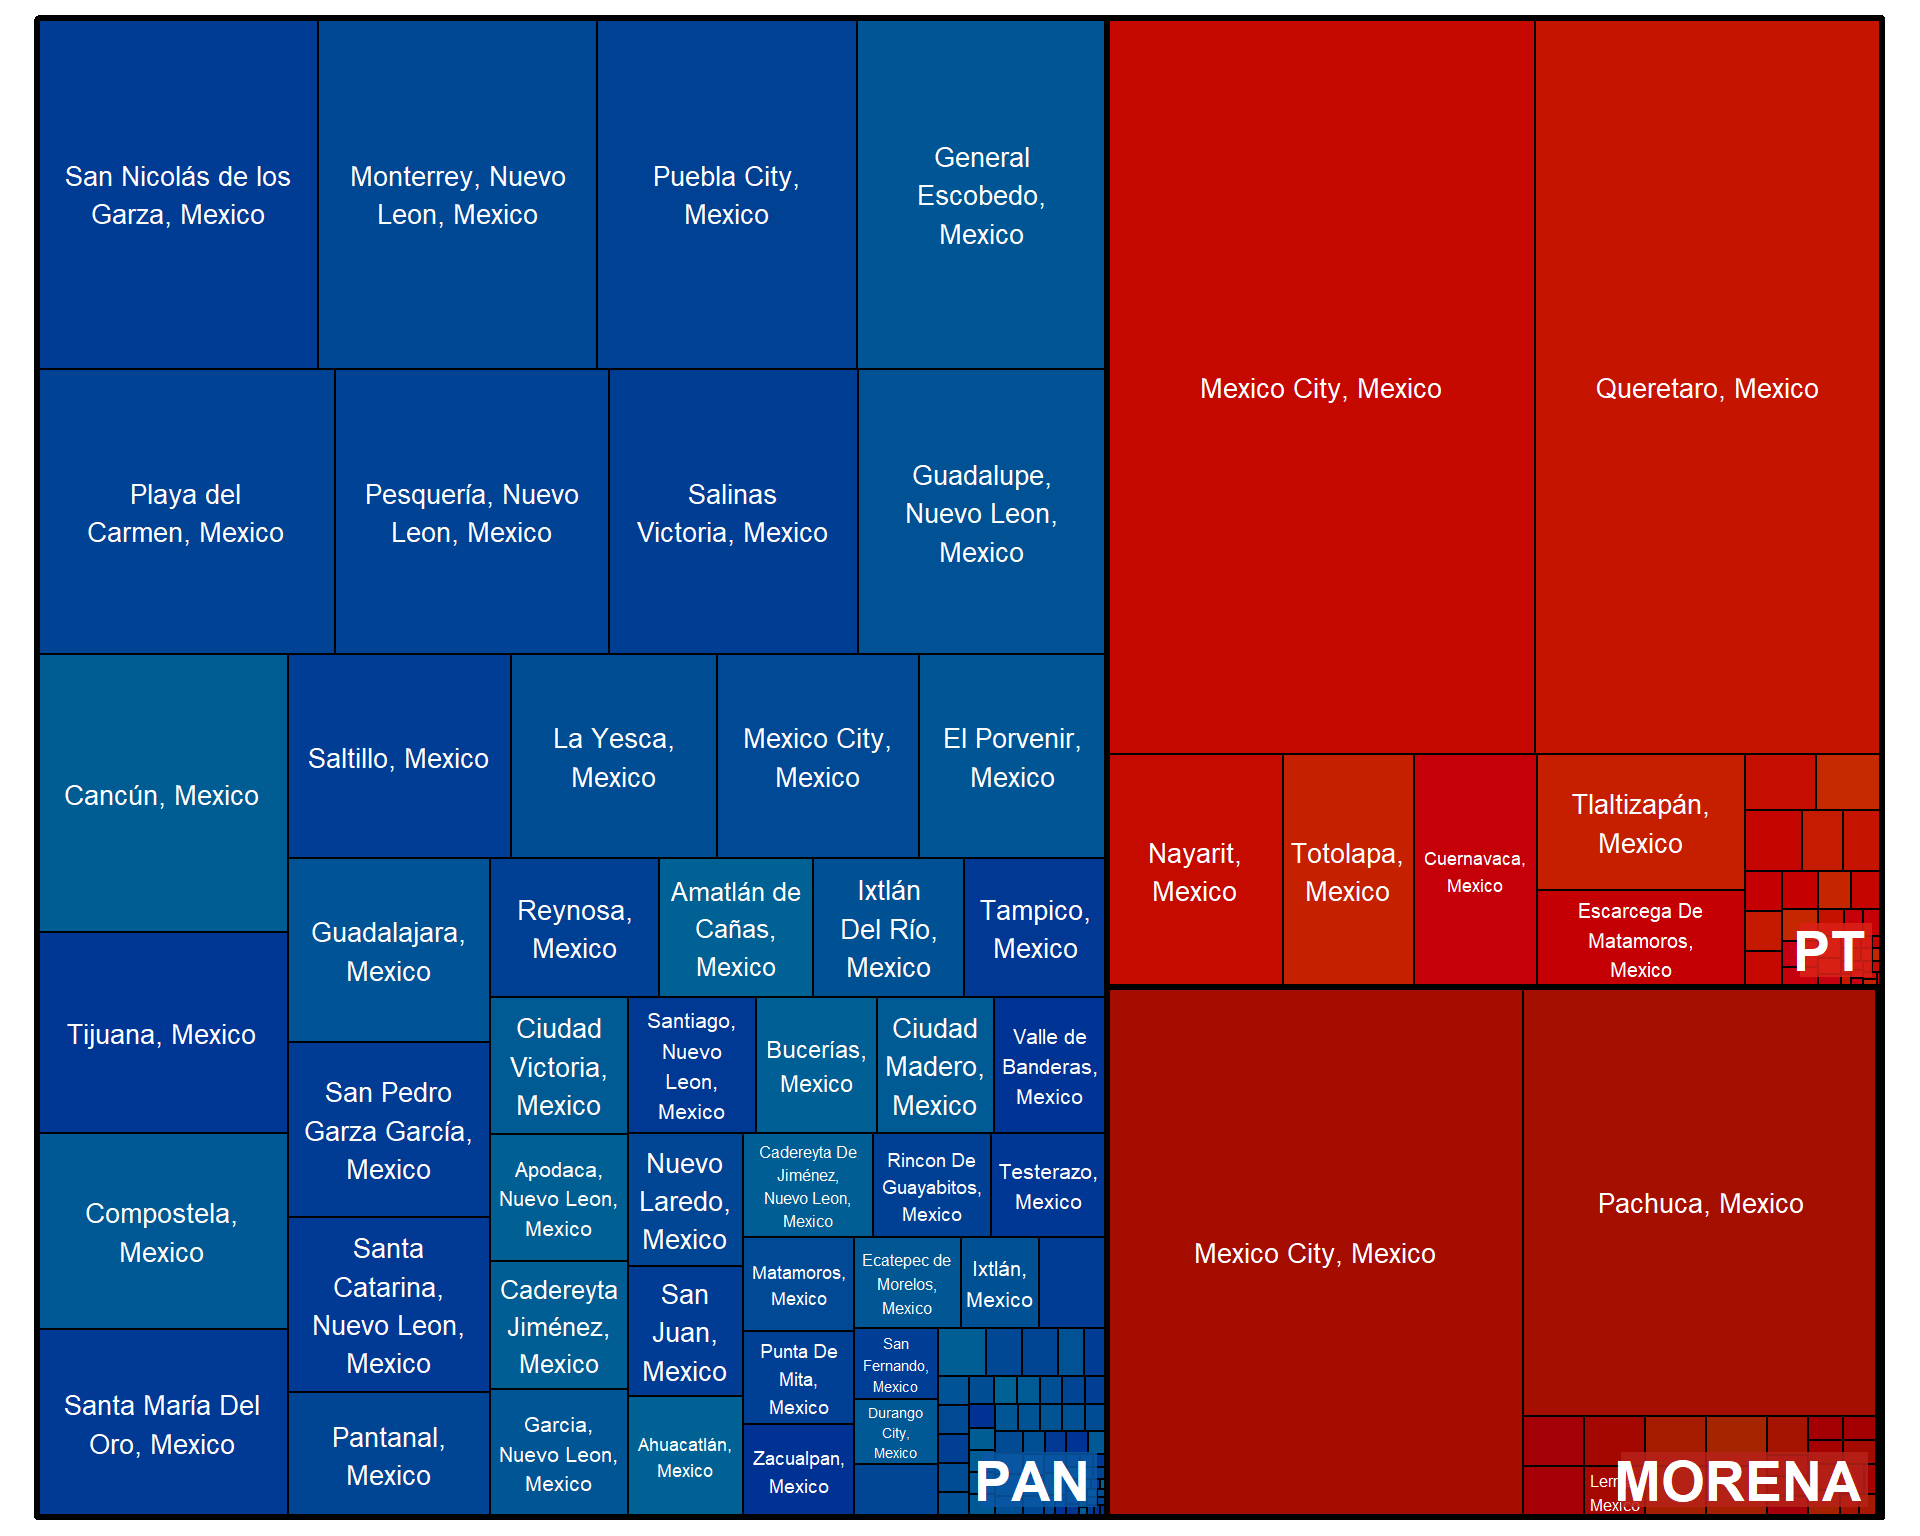 San Nicolás de los
Garza, Mexico
Monterrey, Nuevo
Leon, Mexico
Puebla City,
Mexico
General
Escobedo,
Mexico
Playa del
Carmen, Mexico
Pesquería, Nuevo
Leon, Mexico
Salinas
Victoria, Mexico
Guadalupe,
Nuevo Leon,
Mexico
Cancún, Mexico
Saltillo, Mexico
La Yesca,
Mexico
Mexico City,
Mexico
El Porvenir,
Mexico
Tijuana, Mexico
Compostela,
Mexico
Santa María Del
Oro, Mexico
Guadalajara,
Mexico
San Pedro
Garza García,
Mexico
Santa
Catarina,
Nuevo Leon,
Mexico
Pantanal,
Mexico
Reynosa,
Mexico
Amatlán de
Cañas,
Mexico
Ixtlán
Del Río,
Mexico
Tampico,
Mexico
Ciudad
Victoria,
Mexico
Santiago,
Nuevo
Leon,
Mexico
Bucerías,
Mexico
Ciudad
Madero,
Mexico
Valle de
Banderas,
Mexico
Apodaca,
Nuevo Leon,
Mexico
Cadereyta
Jiménez,
Mexico
Garcia,
Nuevo Leon,
Mexico
Nuevo
Laredo,
Mexico
San
Juan,
Mexico
Ahuacatlán,
Mexico
Cadereyta De
Jiménez,
Nuevo Leon,
Mexico
Rincon De
Guayabitos,
Mexico
Testerazo,
Mexico
Matamoros,
Mexico
Punta De
Mita,
Mexico
Zacualpan,
Mexico
Ecatepec de
Morelos,
Mexico
Ixtlán,
Mexico
San
Fernando,
Mexico
Durango
City,
Mexico
PAN
Mexico City, Mexico
Queretaro, Mexico
Nayarit,
Mexico
Totolapa,
Mexico
Cuernavaca,
Mexico
Tlaltizapán,
Mexico
Escarcega De
Matamoros,
Mexico
PT
Mexico City, Mexico
Pachuca, Mexico
Mexico
MORENA